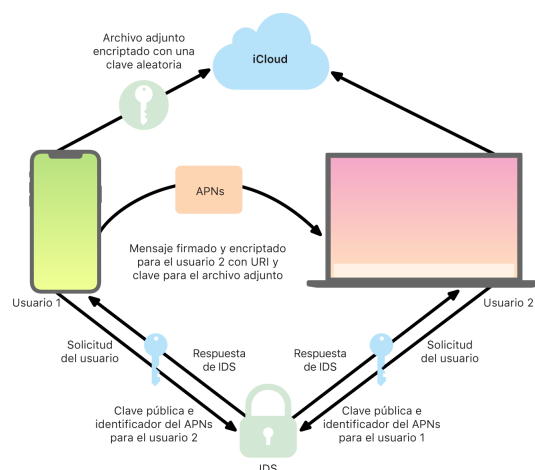 Archivo adjunto
encriptado con una
clave aleatoria
iCloud
APNs
Mensaje firmado y encriptado
para el usuario 2 con URI y
clave para el archivo adjunto
Usuario 1
Usuario 2
Solicitud
del usuario
Respuesta
de IDS
Respuesta
de IDS
Solicitud
del usuario
Clave pública e
identificador del APNs
para el usuario 2
Clave pública e
identificador del APNs
para el usuario 1
IDS